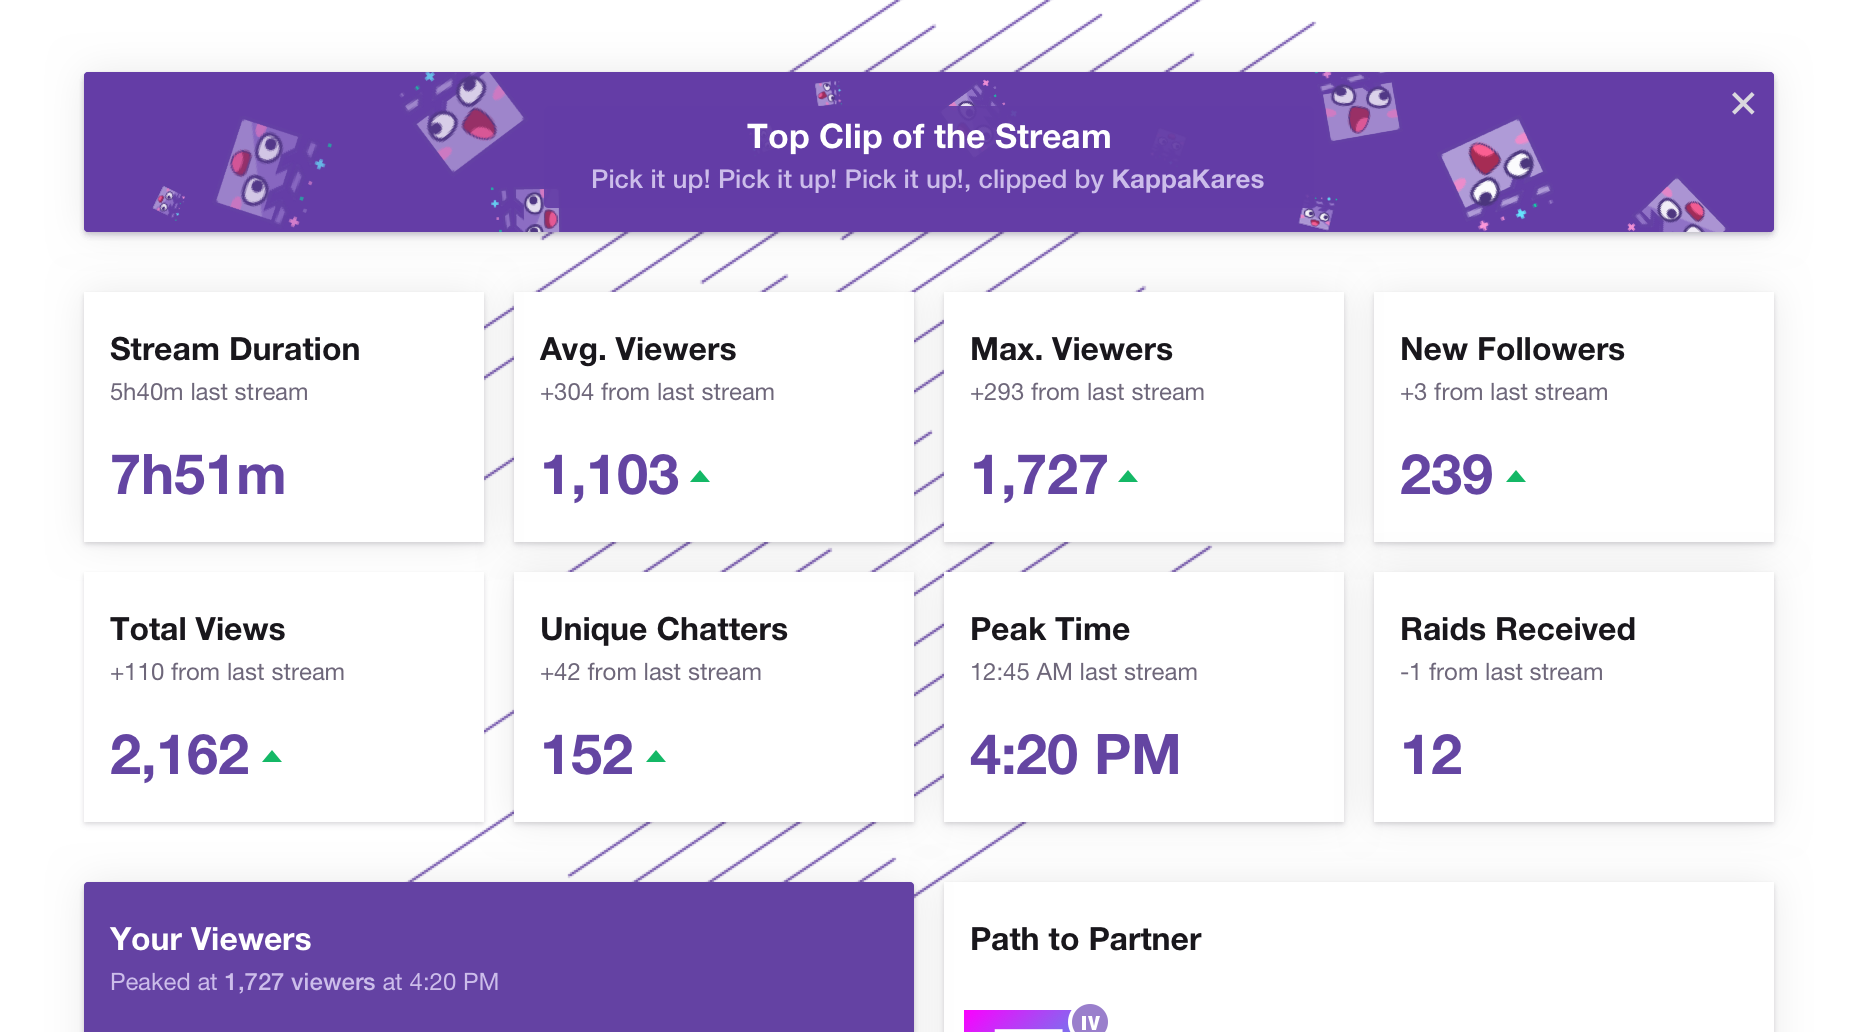 Top Clip of the Stream
Pick it up! Pick it up! Pick it up!, clipped by KappaKares
Stream Duration
5h40m last stream
7h51m
Avg. Viewers
+304 from last stream
1,103
Max. Viewers
+293 from last stream
1,727
New Followers
+3 from last stream
239
Total Views
+110 from last stream
2,162
Unique Chatters
+42 from last stream
152
Peak Time
12:45 AM last stream
4:20 PM
Raids Received
-1 from last stream
12
Your Viewers
Peaked at 1,727 viewers at 4:20 PM
Path to Partner
IV